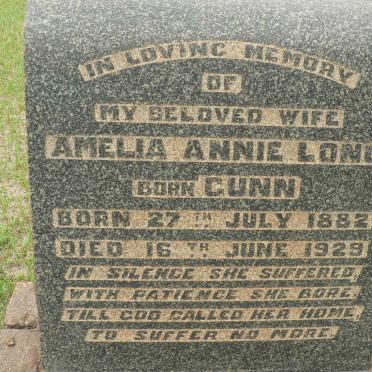 IN LOVING MEMORY
OF
MY BELOVED WIFE
AMELIA ANNIE LONG
BORN GUNN
BORN 27TH JULY 1882
DIED 16TH JUNE 1929
IN SILENCE SHE SUFFERED
WITH PATIENCE SHE BORE
TILL GOD CALLED HER HOME
TO SUFFER NO MORE